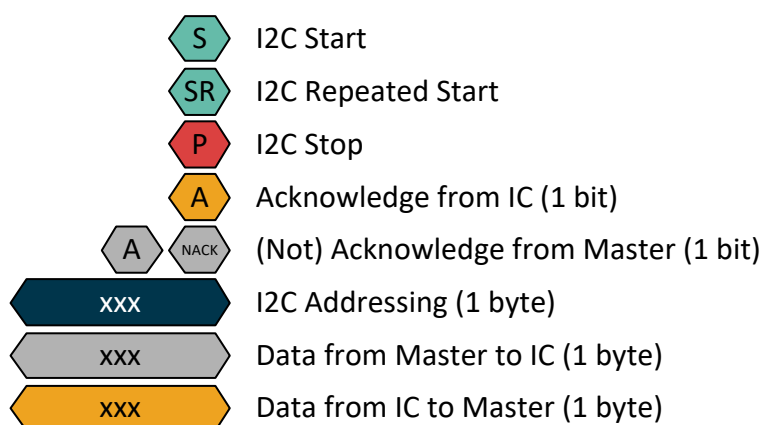 S I2C Start
SR I2C Repeated Start
P I2C Stop
A Acknowledge from IC (1 bit)
A NACK (Not) Acknowledge from Master (1 bit)
xxx I2C Addressing (1 byte)
xxx Data from Master to IC (1 byte)
xxx Data from IC to Master (1 byte)